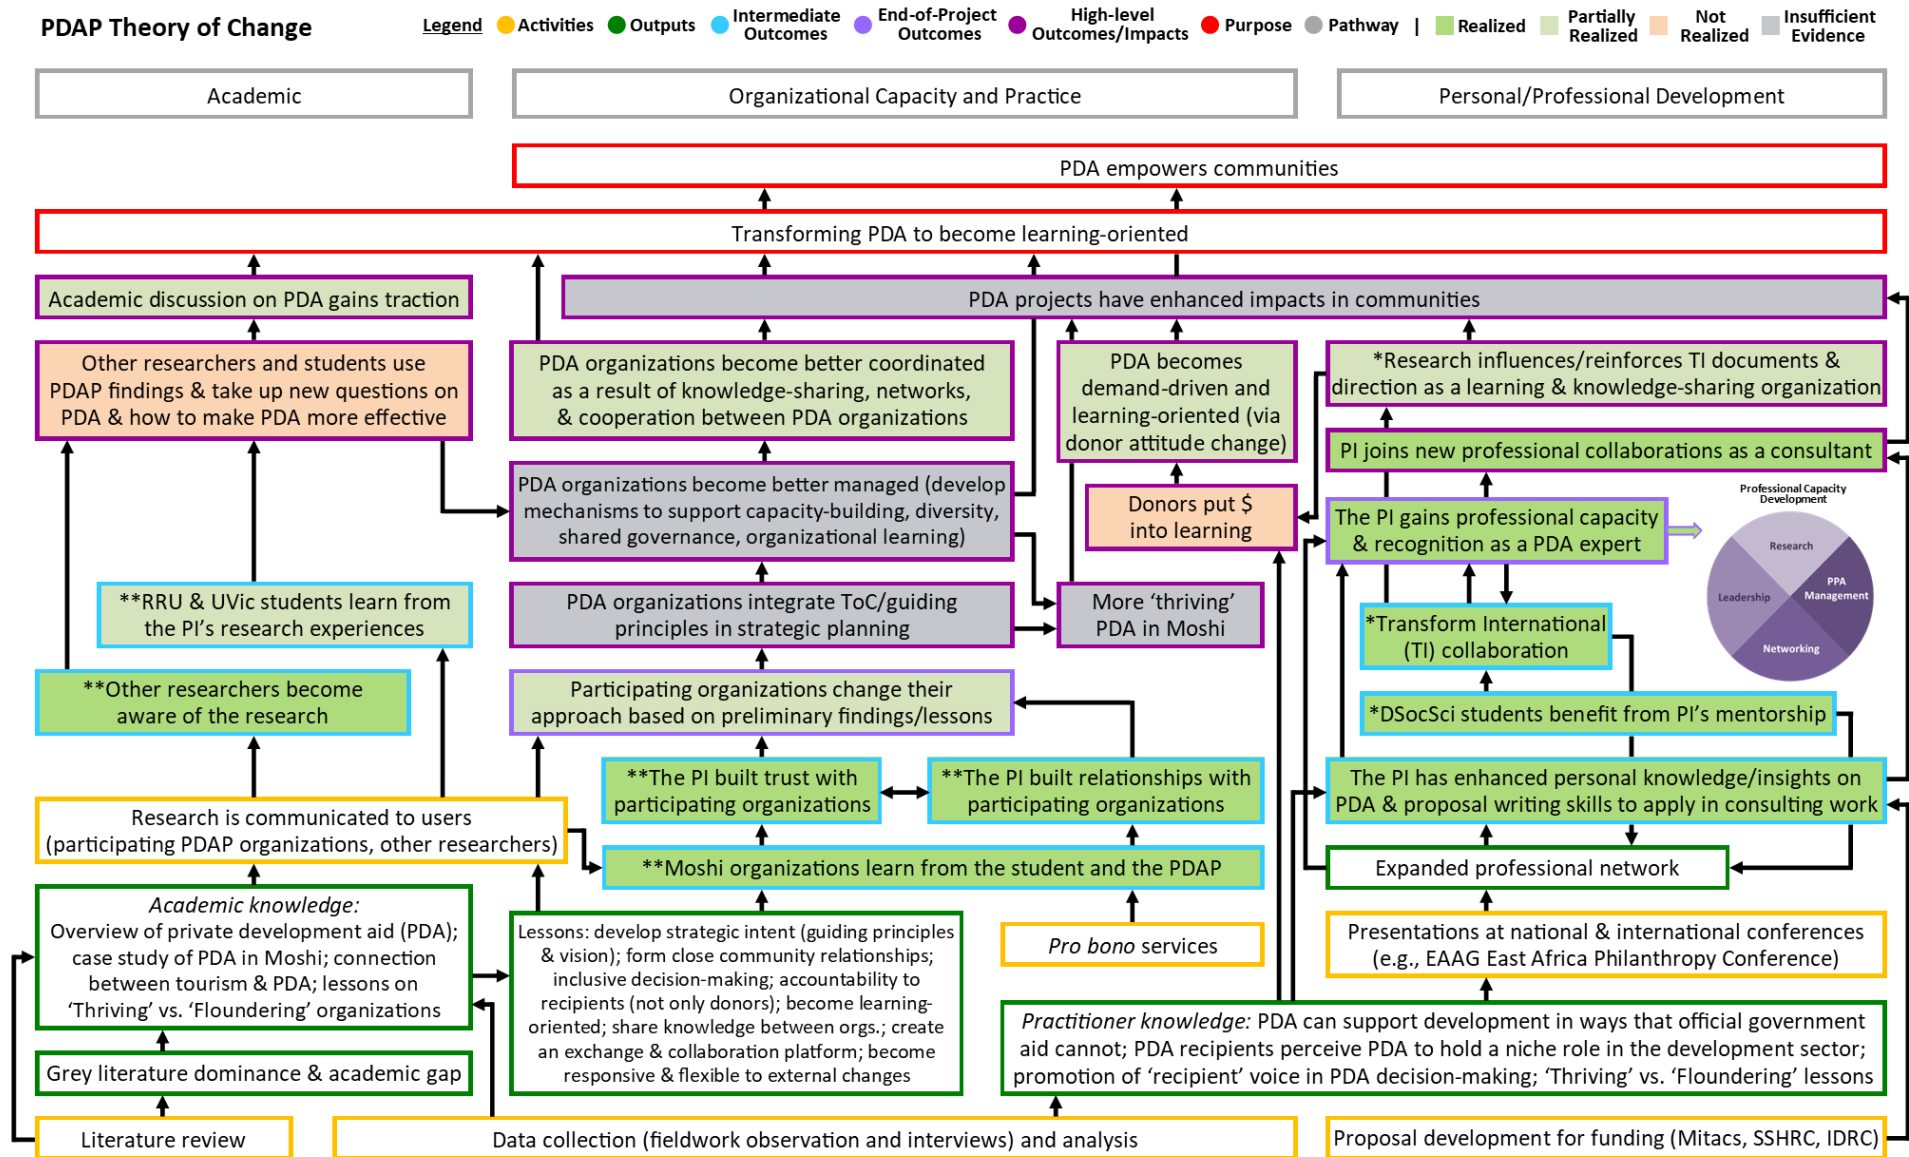 PDAP Theory of Change
Legend
Activities
Outputs
Intermediate
Outcomes
End-of-Project
Outcomes
High-level
Outcomes/Impacts
Purpose
Pathway
|
Realized
Partially
Realized
Not
Realized
Insufficient
Evidence
Academic
Organizational Capacity and Practice
Personal/Professional Development
PDA empowers communities
Transforming PDA to become learning-oriented
Academic discussion on PDA gains traction
PDA projects have enhanced impacts in communities
Other researchers and students use
PDAP findings & take up new questions on
PDA & how to make PDA more effective
PDA organizations become better coordinated
as a result of knowledge-sharing, networks,
& cooperation between PDA organizations
PDA becomes
demand-driven and
learning-oriented (via
donor attitude change)
*Research influences/reinforces TI documents &
direction as a learning & knowledge-sharing organization
PI joins new professional collaborations as a consultant
PDA organizations become better managed (develop
mechanisms to support capacity-building, diversity,
shared governance, organizational learning)
Donors put $
into learning
The PI gains professional capacity
& recognition as a PDA expert
Professional Capacity
Development
Research
PPA
Management
Leadership
Networking
**RRU & UVic students learn from
the PI's research experiences
PDA organizations integrate ToC/guiding
principles in strategic planning
More 'thriving'
PDA in Moshi
*Transform International
(TI) collaboration
**Other researchers become
aware of the research
Participating organizations change their
approach based on preliminary findings/lessons
*DSocSci students benefit from PI's mentorship
**The PI built trust with
participating organizations
**The PI built relationships with
participating organizations
The PI has enhanced personal knowledge/insights on
PDA & proposal writing skills to apply in consulting work
Research is communicated to users
(participating PDAP organizations, other researchers)
**Moshi organizations learn from the student and the PDAP
Expanded professional network
Academic knowledge:
Overview of private development aid (PDA);
case study of PDA in Moshi; connection
between tourism & PDA; lessons on
'Thriving' vs. 'Floundering' organizations
Lessons: develop strategic intent (guiding principles
& vision); form close community relationships;
inclusive decision-making; accountability to
recipients (not only donors); become learning-
oriented; share knowledge between orgs.; create
an exchange & collaboration platform; become
responsive & flexible to external changes
Pro bono services
Presentations at national & international conferences
(e.g., EAAG East Africa Philanthropy Conference)
Practitioner knowledge: PDA can support development in ways that official government
aid cannot; PDA recipients perceive PDA to hold a niche role in the development sector;
promotion of 'recipient' voice in PDA decision-making; 'Thriving' vs. 'Floundering' lessons
Grey literature dominance & academic gap
Literature review
Data collection (fieldwork observation and interviews) and analysis
Proposal development for funding (Mitacs, SSHRC, IDRC)